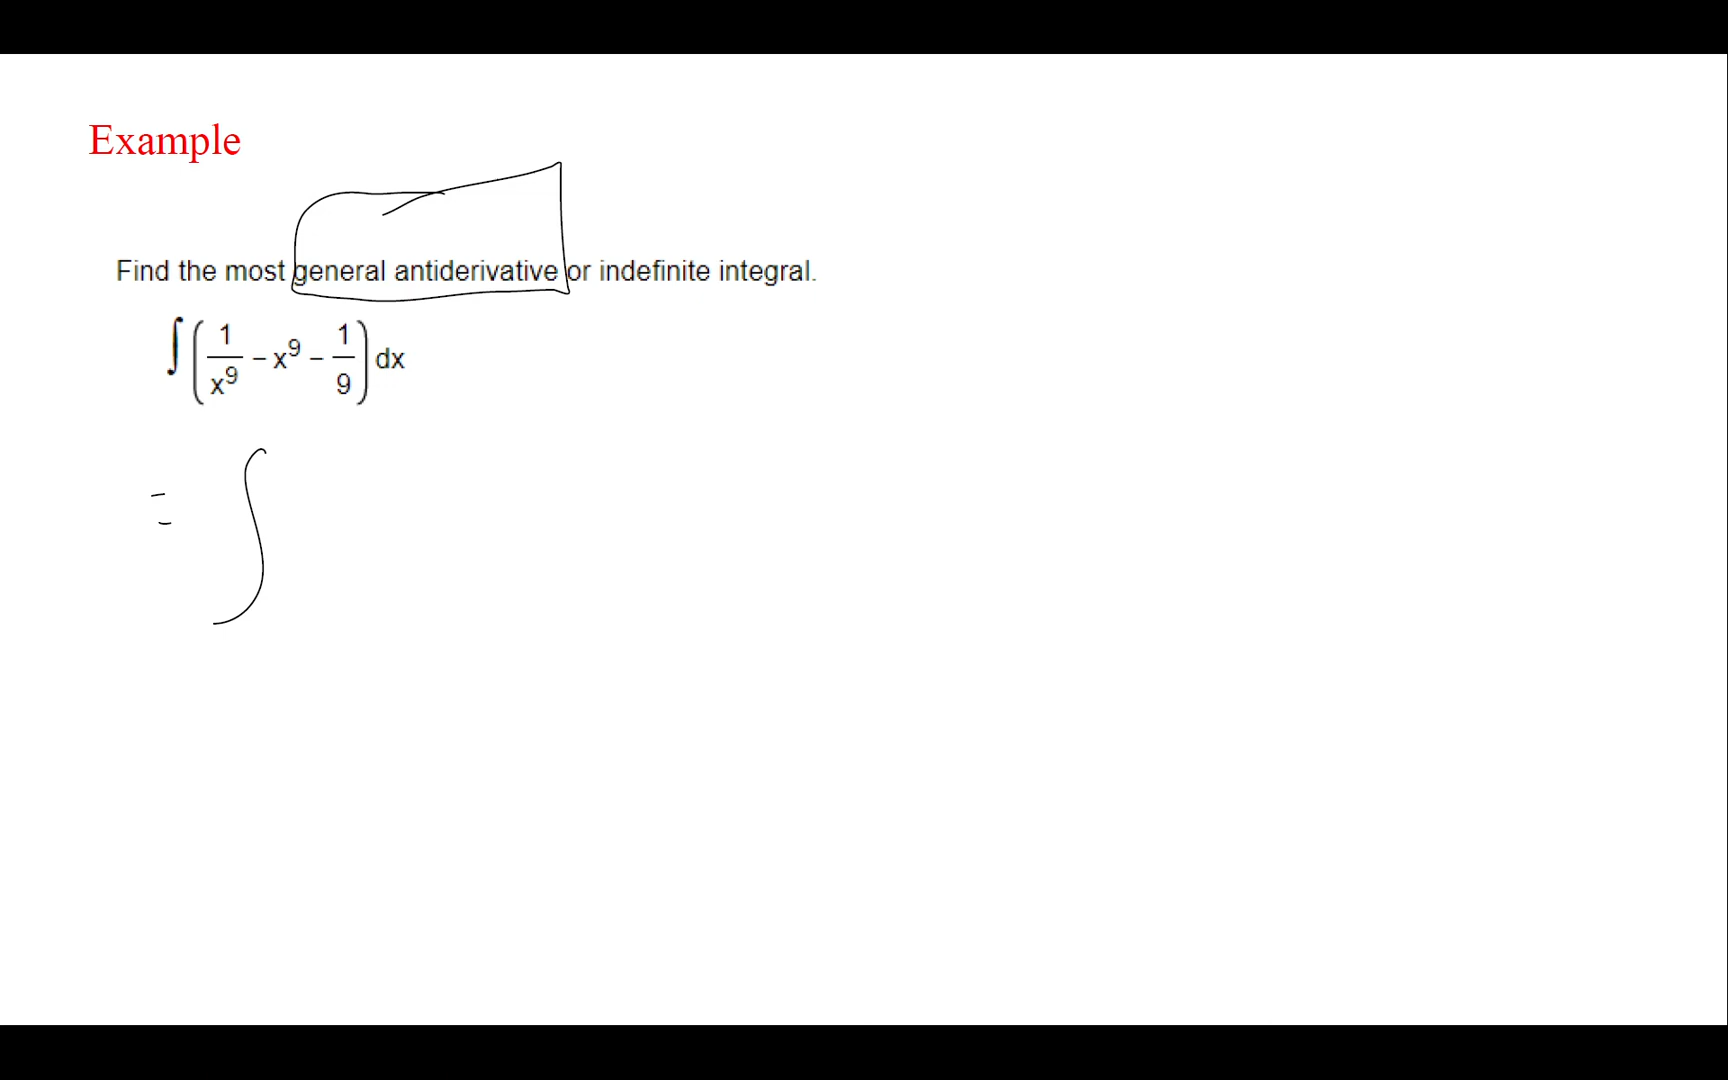 Example
Find the most general antiderivative or indefinite integral.
∫ (1/x⁹ − x⁹ − 1/9) dx
= ∫